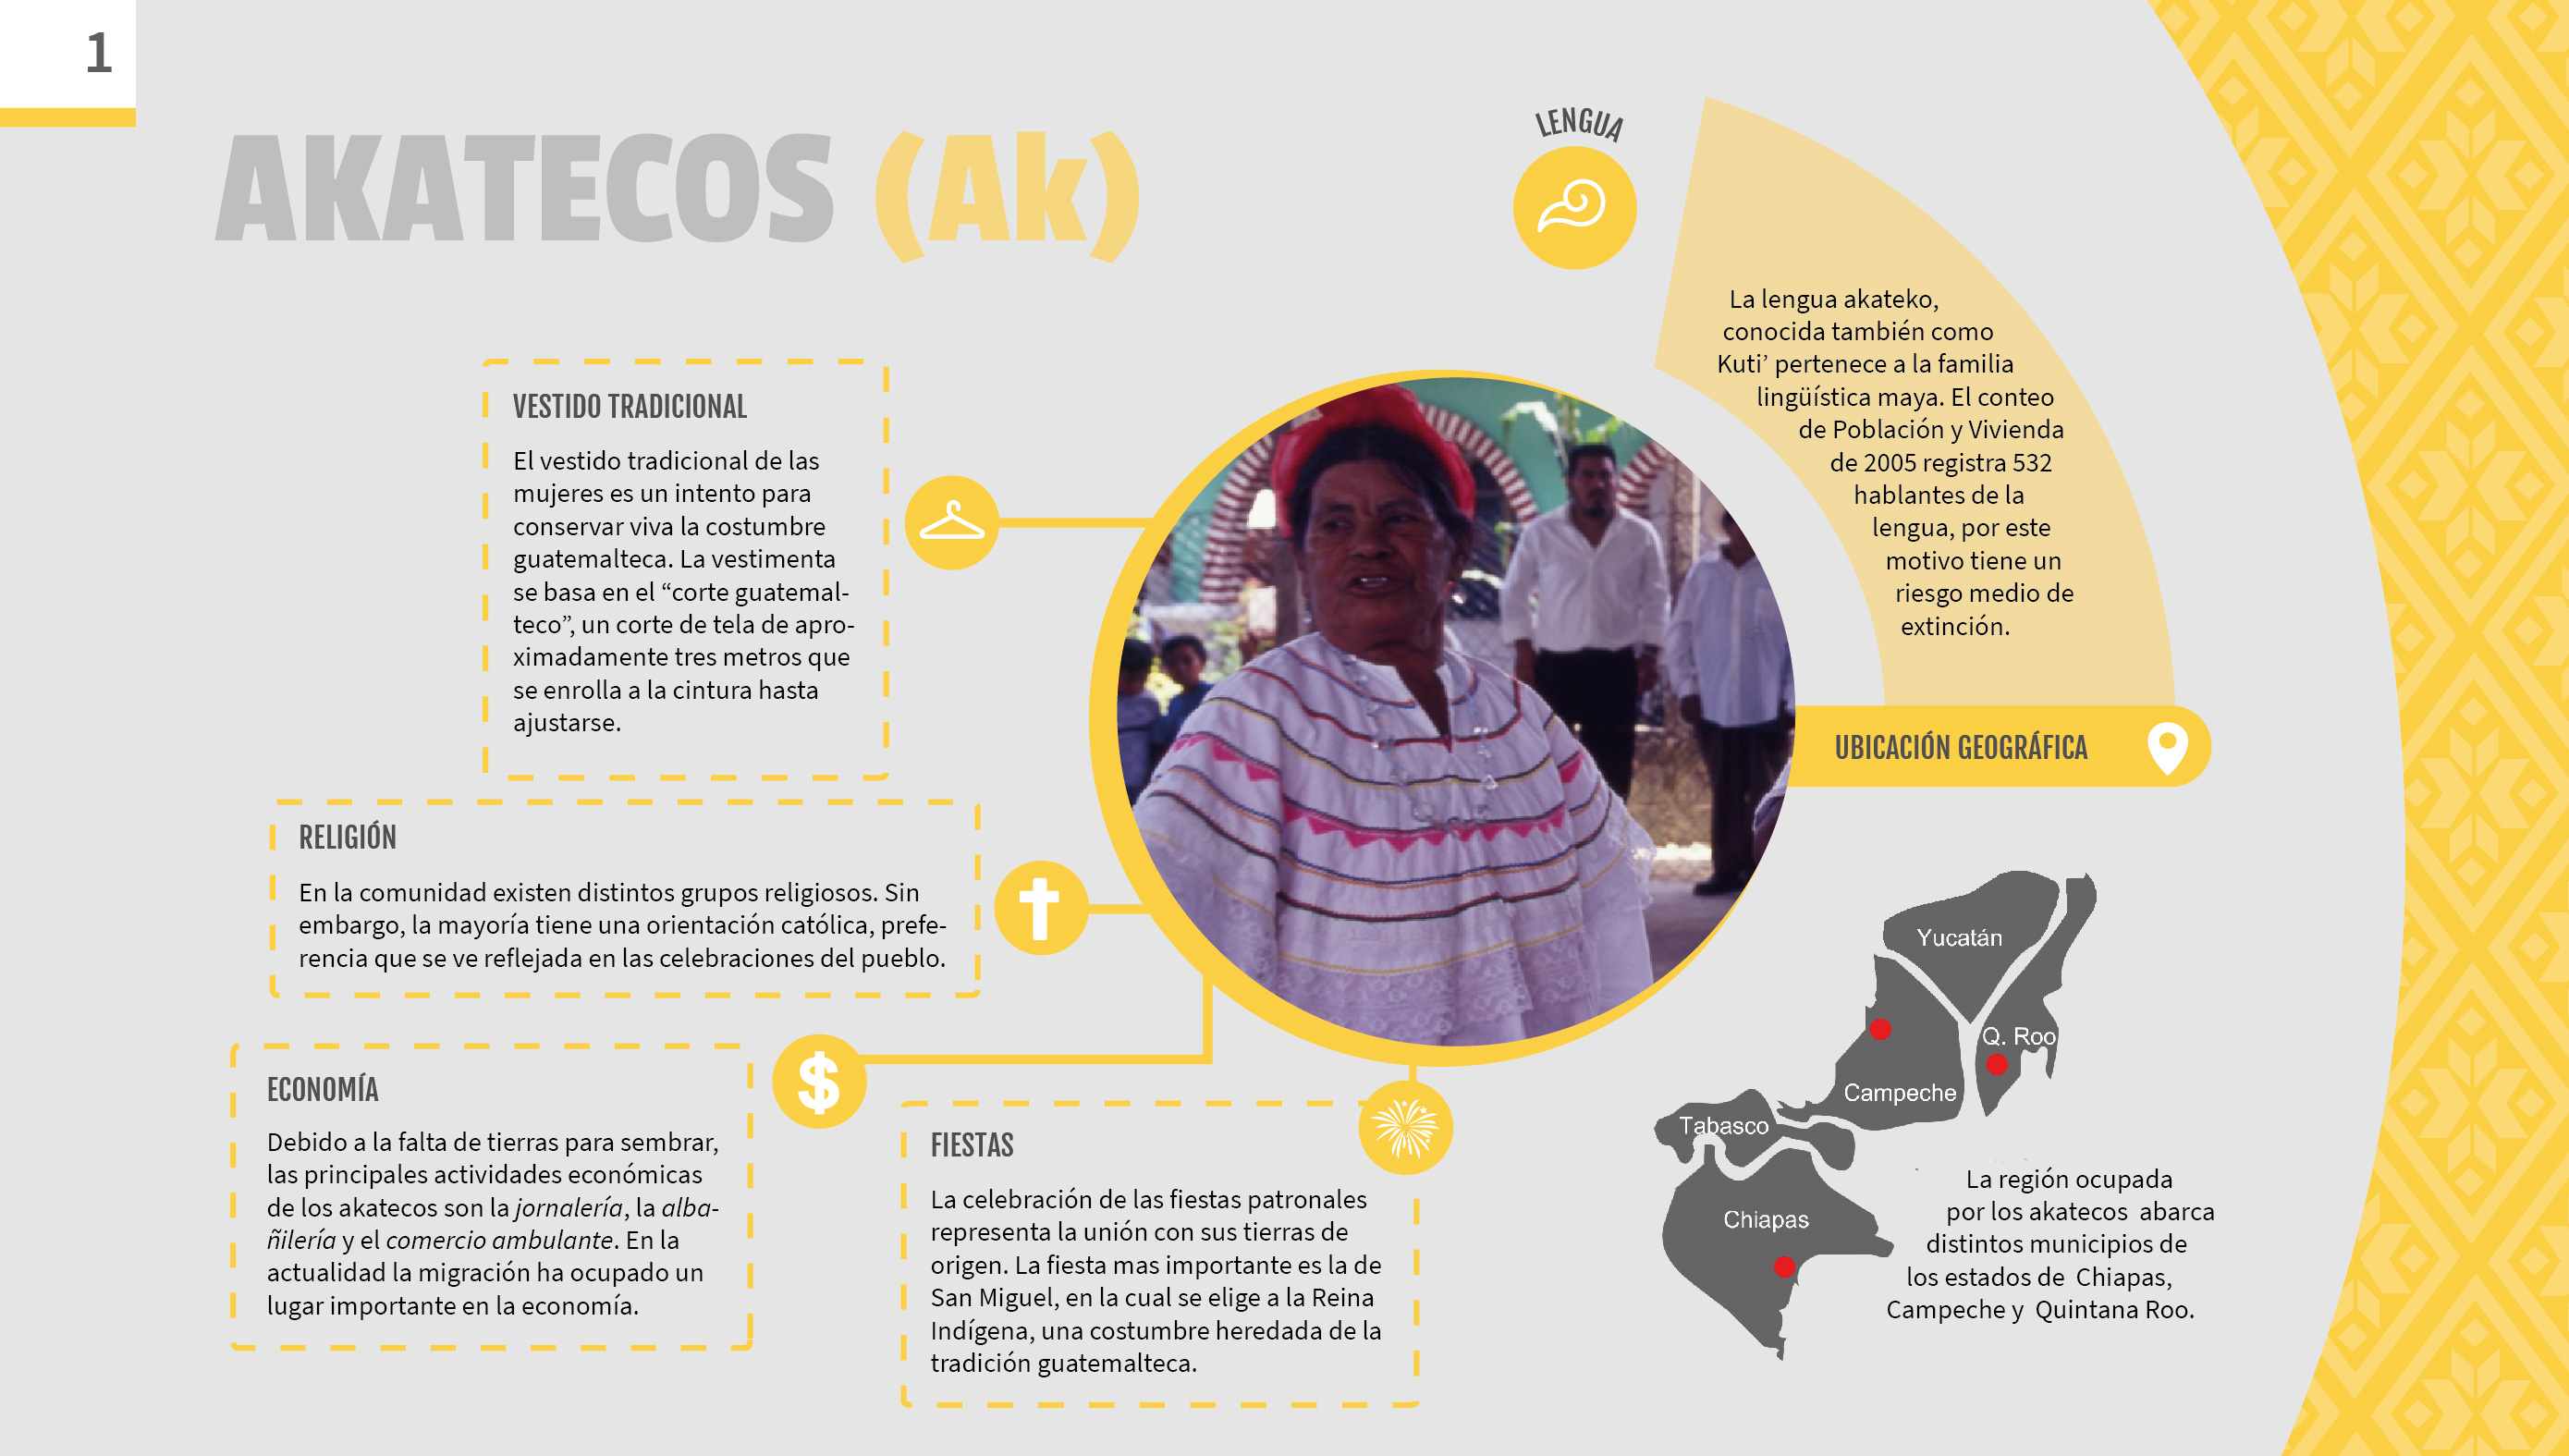 1
AKATECOS (Ak)
VESTIDO TRADICIONAL
El vestido tradicional de las
mujeres es un intento para
conservar viva la costumbre
guatemalteca. La vestimenta
se basa en el “corte guatemal-
teco”, un corte de tela de apro-
ximadamente tres metros que
se enrolla a la cintura hasta
ajustarse.
RELIGIÓN
En la comunidad existen distintos grupos religiosos. Sin
embargo, la mayoría tiene una orientación católica, prefe-
rencia que se ve reflejada en las celebraciones del pueblo.
ECONOMÍA
Debido a la falta de tierras para sembrar,
las principales actividades económicas
de los akatecos son la jornalería, la alba-
ñilería y el comercio ambulante. En la
actualidad la migración ha ocupado un
lugar importante en la economía.
$
FIESTAS
La celebración de las fiestas patronales
representa la unión con sus tierras de
origen. La fiesta mas importante es la de
San Miguel, en la cual se elige a la Reina
Indígena, una costumbre heredada de la
tradición guatemalteca.
LENGUA
La lengua akateko,
conocida también como
Kuti’ pertenece a la familia
lingüística maya. El conteo
de Población y Vivienda
de 2005 registra 532
hablantes de la
lengua, por este
motivo tiene un
riesgo medio de
extinción.
UBICACIÓN GEOGRÁFICA
Yucatán
Q. Roo
Campeche
Tabasco
Chiapas
La región ocupada
por los akatecos abarca
distintos municipios de
los estados de Chiapas,
Campeche y Quintana Roo.